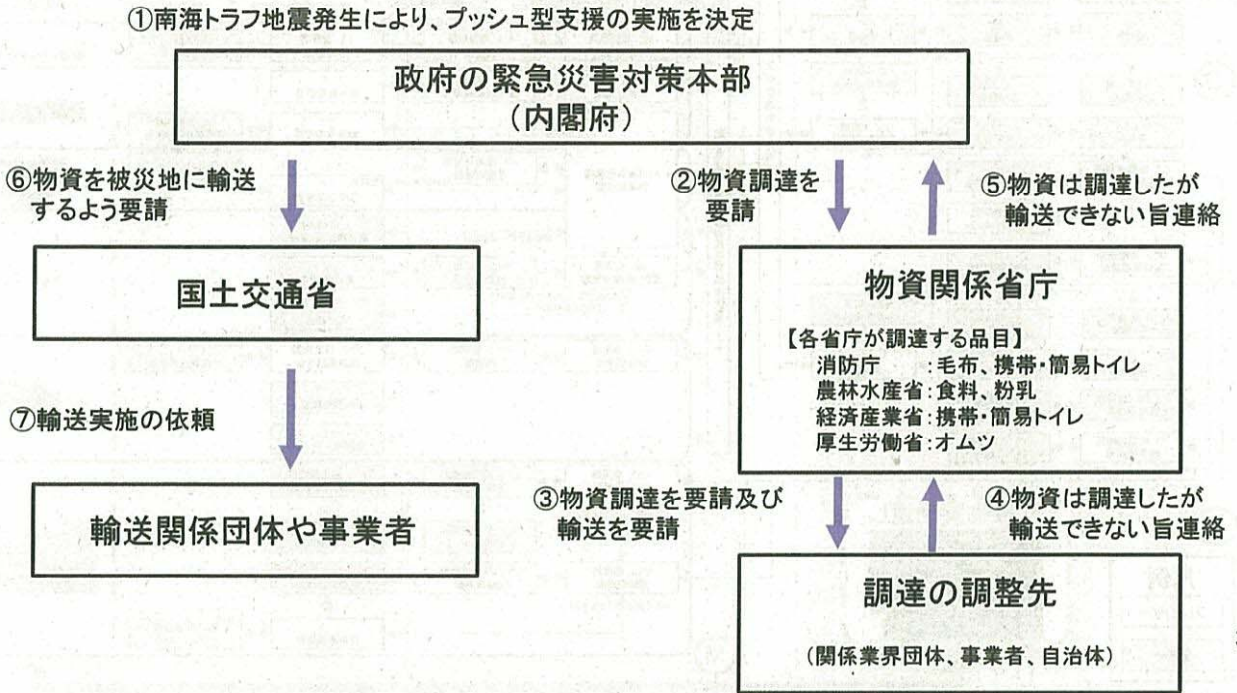 ①南海トラフ地震発生により、プッシュ型支援の実施を決定
政府の緊急災害対策本部
(内閣府)
⑥物資を被災地に輸送
するよう要請
②物資調達を
要請
⑤物資は調達したが
輸送できない旨連絡
国土交通省
物資関係省庁
【各省庁が調達する品目】
消防庁　　　:毛布、携帯・簡易トイレ
農林水産省:食料、粉乳
経済産業省:携帯・簡易トイレ
厚生労働省:オムツ
⑦輸送実施の依頼
輸送関係団体や事業者
③物資調達を要請及び
輸送を要請
④物資は調達したが
輸送できない旨連絡
調達の調整先
(関係業界団体、事業者、自治体)